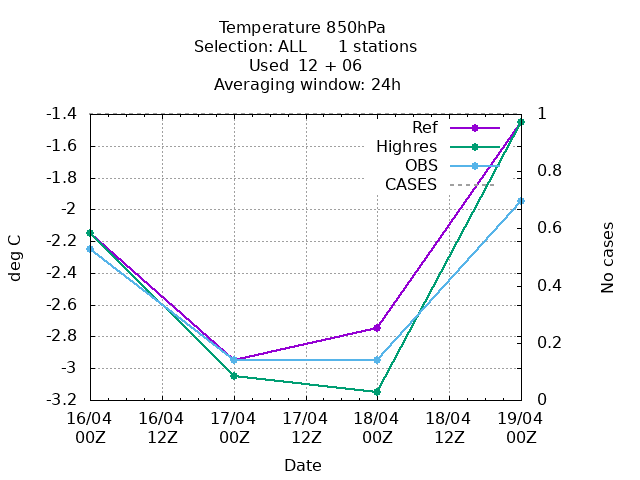 Temperature 850hPa
Selection: ALL      1 stations
Used  12 + 06
Averaging window: 24h
-1.4
-1.6
-1.8
-2
-2.2
-2.4
-2.6
-2.8
-3
-3.2
deg C
1
0.8
0.6
0.4
0.2
0
No cases
Ref
Highres
OBS
CASES
16/04 16/04 17/04 17/04 18/04 18/04 19/04
00Z 12Z 00Z 12Z 00Z 12Z 00Z
Date